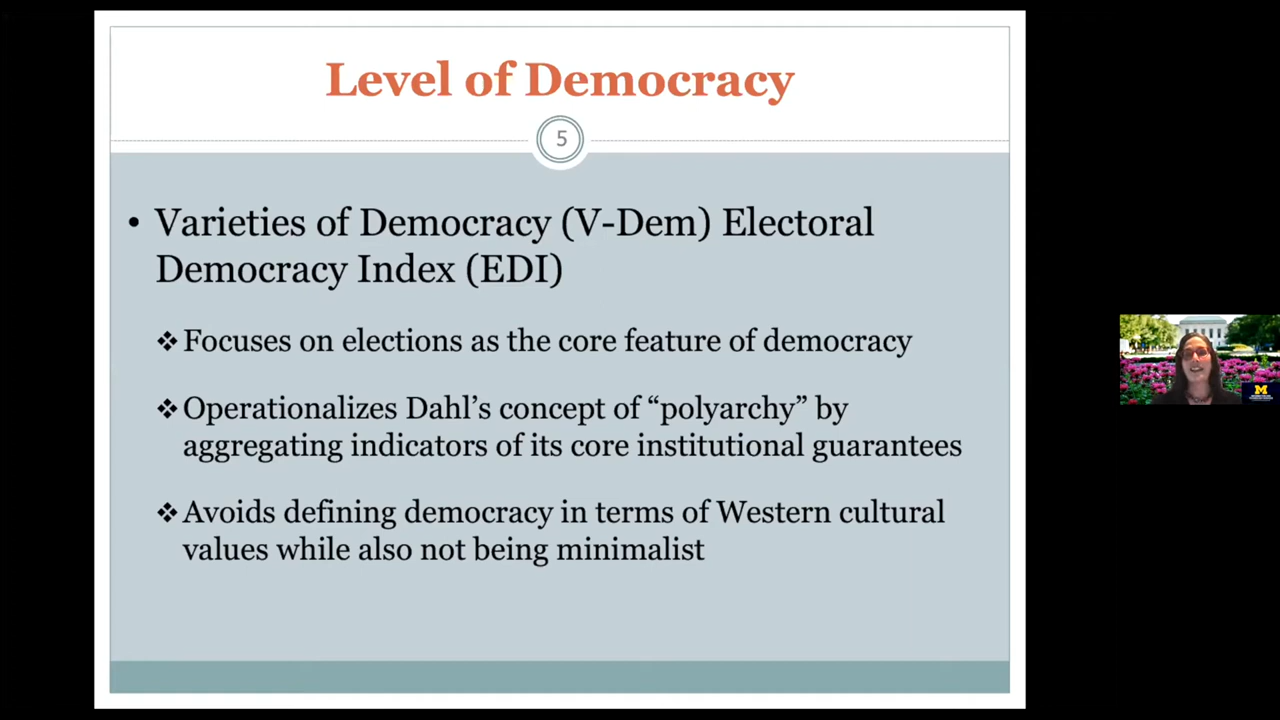 Level of Democracy
5
• Varieties of Democracy (V-Dem) Electoral
Democracy Index (EDI)
❖Focuses on elections as the core feature of democracy
❖Operationalizes Dahl’s concept of “polyarchy” by
aggregating indicators of its core institutional guarantees
❖Avoids defining democracy in terms of Western cultural
values while also not being minimalist
M